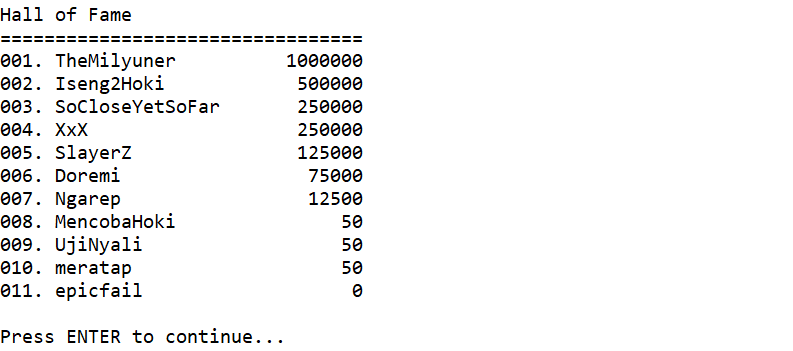 Hall of Fame
=================================
001. TheMilyuner          1000000
002. Iseng2Hoki            500000
003. SoCloseYetSoFar       250000
004. XxX                   250000
005. SlayerZ               125000
006. Doremi                 75000
007. Ngarep                 12500
008. MencobaHoki               50
009. UjiNyali                  50
010. meratap                   50
011. epicfail                   0
Press ENTER to continue...